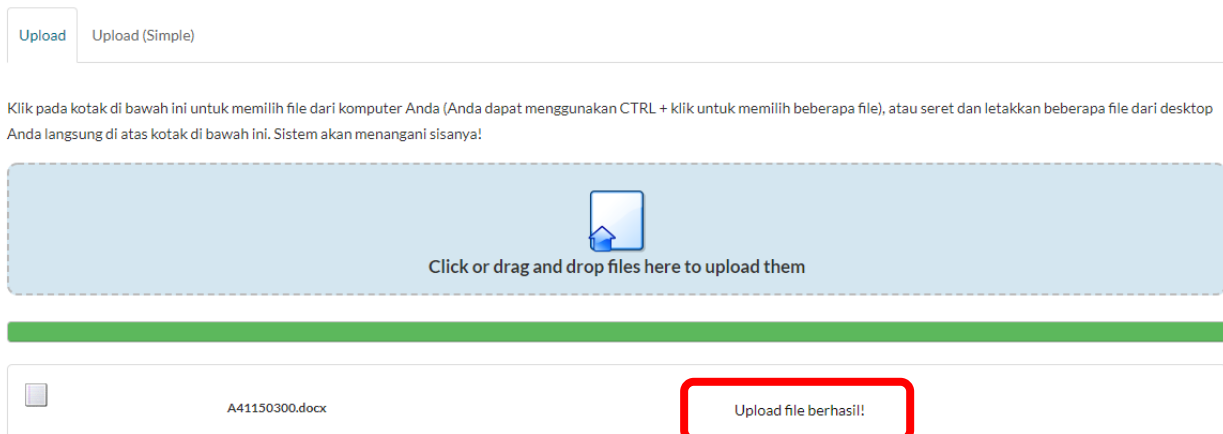 Upload Upload (Simple)
Klik pada kotak di bawah ini untuk memilih file dari komputer Anda (Anda dapat menggunakan CTRL + klik untuk memilih beberapa file), atau seret dan letakkan beberapa file dari desktop
Anda langsung di atas kotak di bawah ini. Sistem akan menangani sisanya!
Click or drag and drop files here to upload them
A41150300.docx Upload file berhasil!